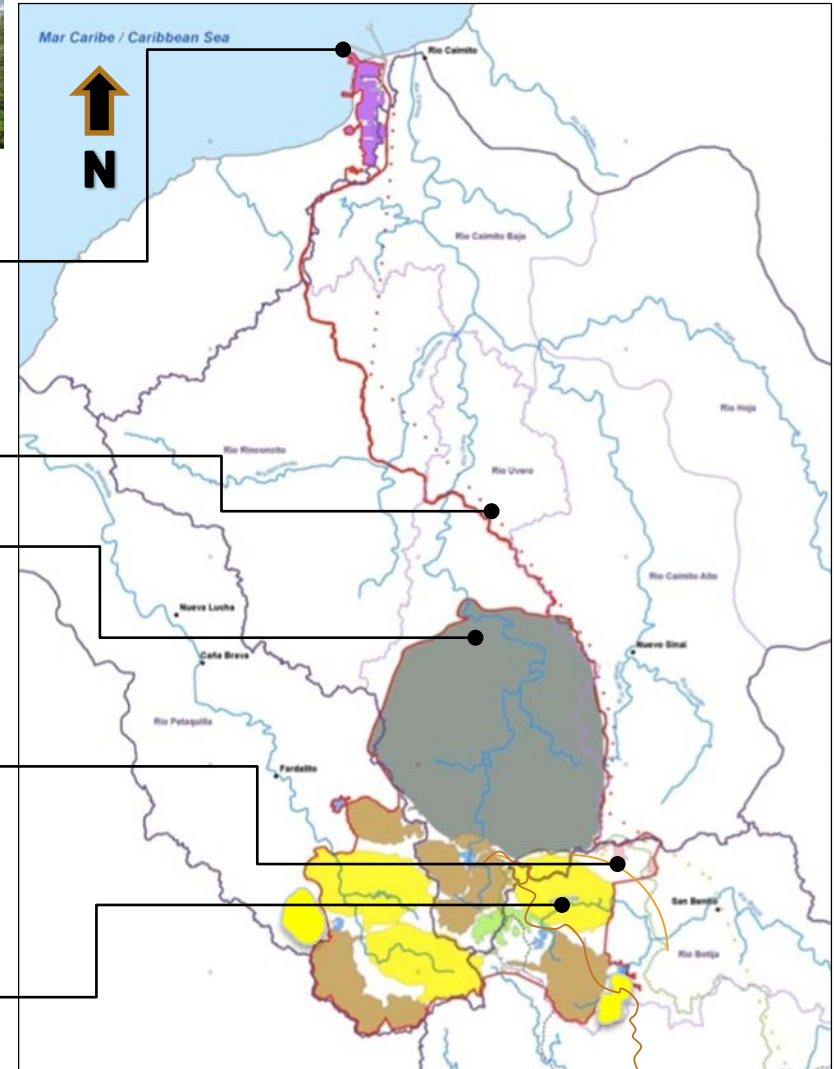 Mar Caribe / Caribbean Sea
Rio Caimito
N
Rio Caimito Bajo
Rio Hoja
Rio Rinconcito
Rio Uvero
Rio Caimito Alto
Nueva Lucha
Nuevo Sinai
Caña Brava
Rio Petaquilla
Fardalito
San Benito
Rio Botija